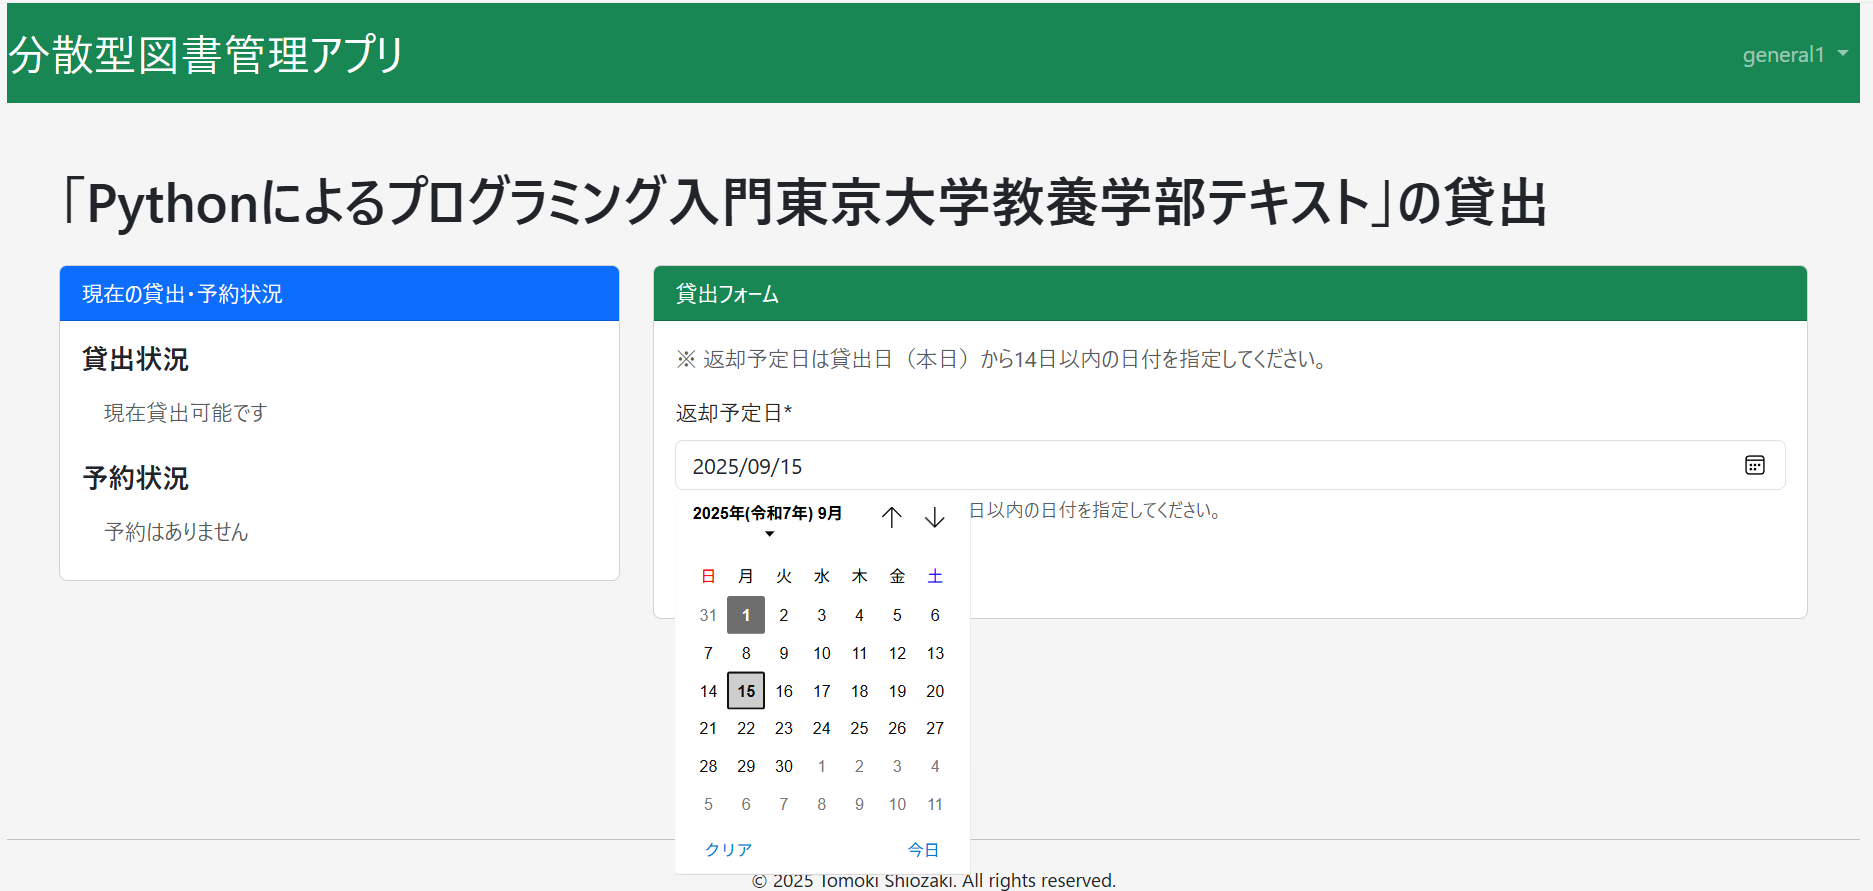 分散型図書管理アプリ
general1
「Pythonによるプログラミング入門東京大学教養学部テキスト」の貸出
現在の貸出・予約状況
貸出状況
現在貸出可能です
予約状況
予約はありません
貸出フォーム
※ 返却予定日は貸出日（本日）から14日以内の日付を指定してください。
返却予定日*
2025/09/15
日以内の日付を指定してください。
2025年(令和7年) 9月
日 月 火 水 木 金 土
31 1 2 3 4 5 6
7 8 9 10 11 12 13
14 15 16 17 18 19 20
21 22 23 24 25 26 27
28 29 30 1 2 3 4
5 6 7 8 9 10 11
クリア 今日
© 2025 Tomoki Shiozaki. All rights reserved.